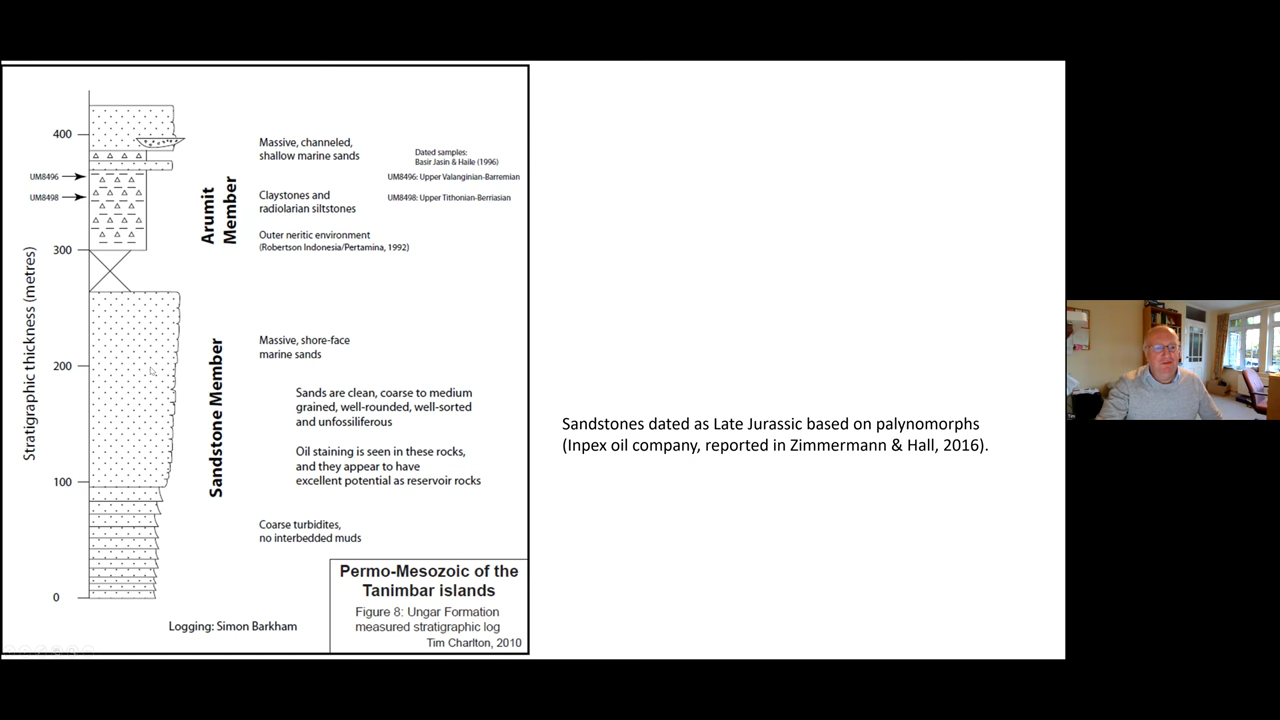 400
300
200
100
0
Stratigraphic thickness (metres)
UM8496
UM8498
Arumit
Member
Sandstone Member
Massive, channeled,
shallow marine sands
Dated samples:
Basir Jasin & Haile (1996)
UM8496: Upper Valanginian-Barremian
Claystones and
radiolarian siltstones
UM8498: Upper Tithonian-Berriasian
Outer neritic environment
(Robertson Indonesia/Pertamina, 1992)
Massive, shore-face
marine sands
Sands are clean, coarse to medium
grained, well-rounded, well-sorted
and unfossiliferous
Oil staining is seen in these rocks,
and they appear to have
excellent potential as reservoir rocks
Coarse turbidites,
no interbedded muds
Logging: Simon Barkham
Permo-Mesozoic of the
Tanimbar islands
Figure 8: Ungar Formation
measured stratigraphic log
Tim Charlton, 2010
Sandstones dated as Late Jurassic based on palynomorphs
(Inpex oil company, reported in Zimmermann & Hall, 2016).